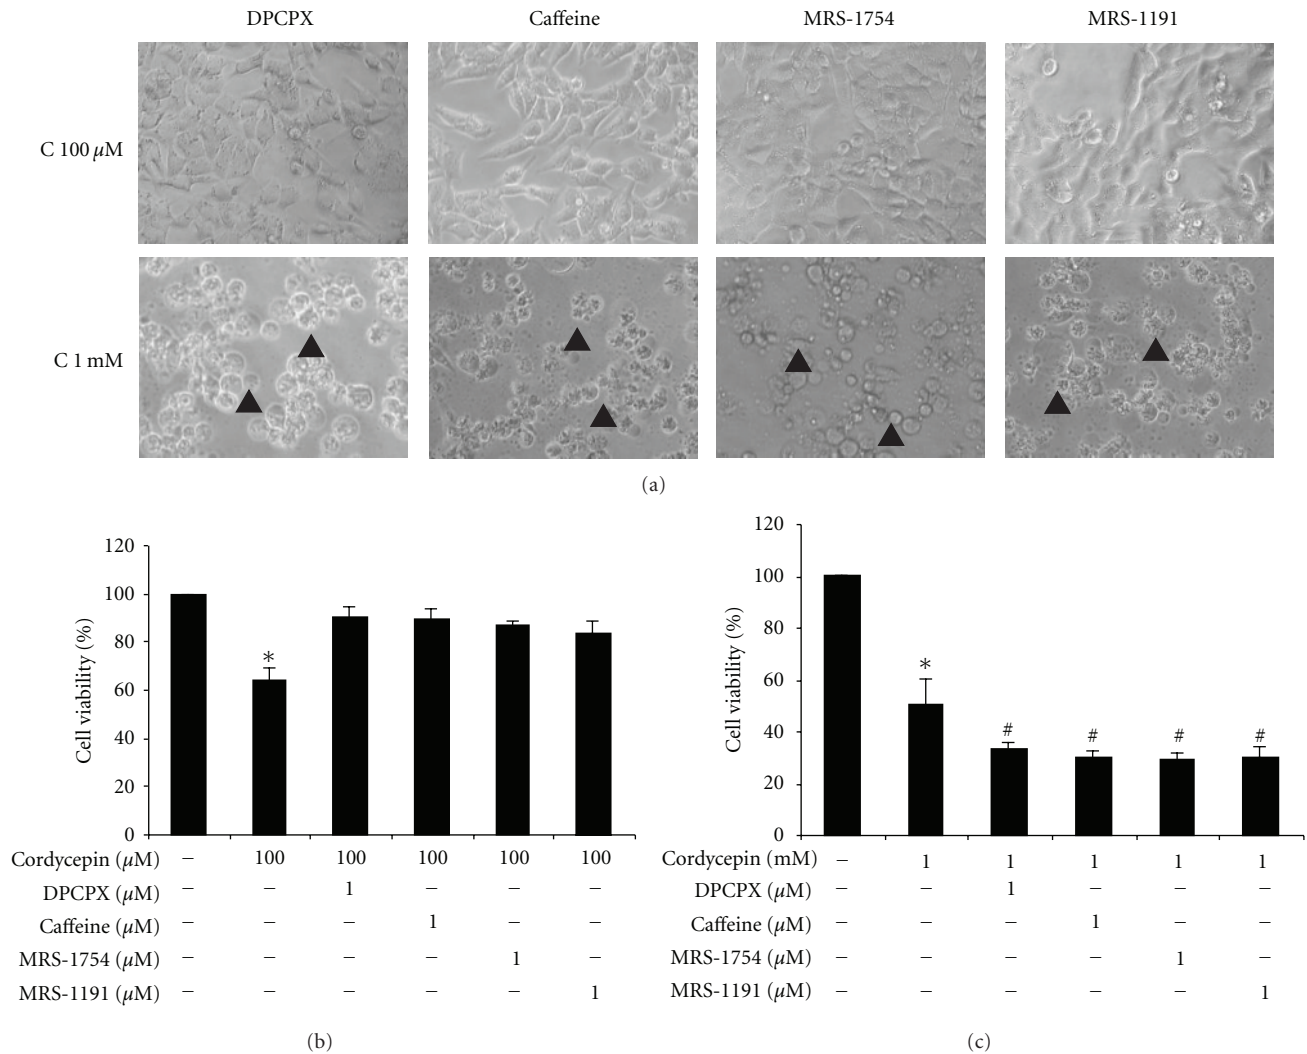 DPCPX Caffeine MRS-1754 MRS-1191
C 100 μM
C 1 mM
(a)
120
100
80
60
40
20
0
Cell viability (%)
*
Cordycepin (μM) − 100 100 100 100 100
DPCPX (μM) − − 1 − − −
Caffeine (μM) − − − 1 − −
MRS-1754 (μM) − − − − 1 −
MRS-1191 (μM) − − − − − 1
(b)
120
100
80
60
40
20
0
Cell viability (%)
*
# # # #
Cordycepin (mM) − 1 1 1 1 1
DPCPX (μM) − − 1 − − −
Caffeine (μM) − − − 1 − −
MRS-1754 (μM) − − − − 1 −
MRS-1191 (μM) − − − − − 1
(c)